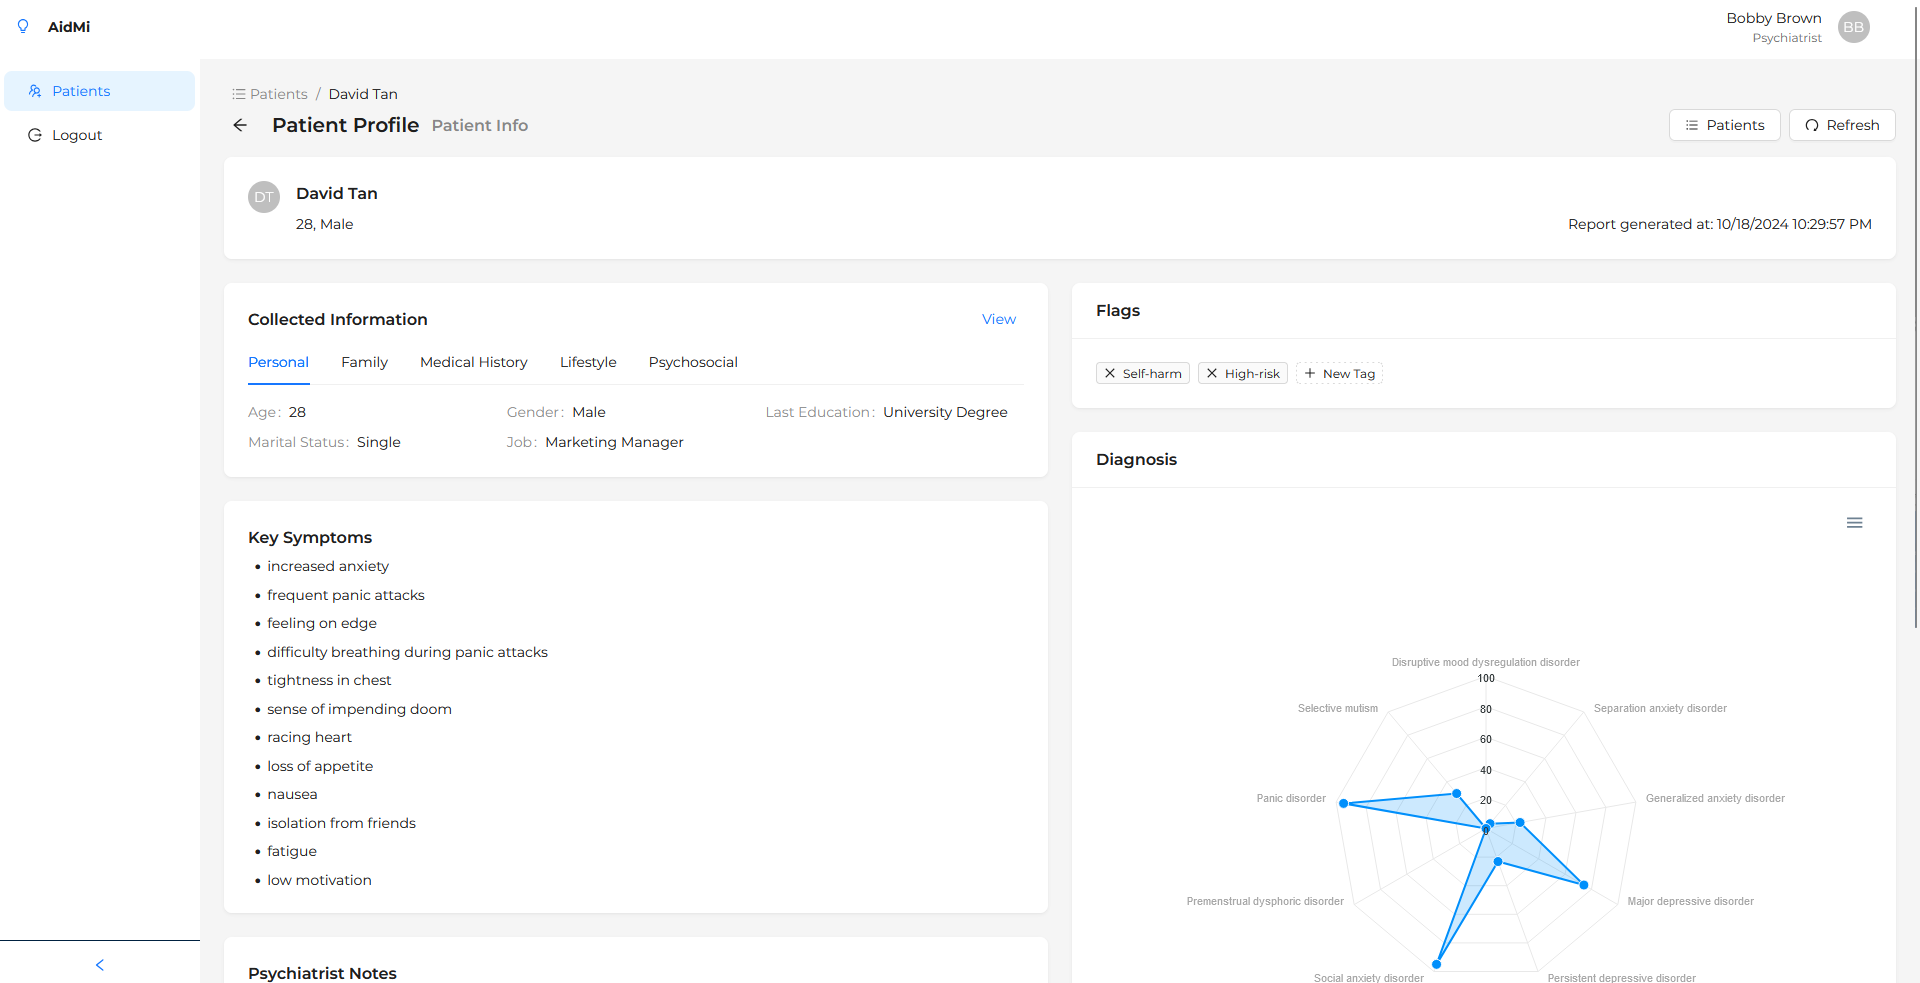 AidMi
Bobby Brown
Psychiatrist
BB
Patients
Logout
Patients / David Tan
Patient Profile Patient Info
Patients
Refresh
DT
David Tan
28, Male
Report generated at: 10/18/2024 10:29:57 PM
Collected Information
View
Personal Family Medical History Lifestyle Psychosocial
Age: 28 Gender: Male Last Education: University Degree
Marital Status: Single Job: Marketing Manager
Key Symptoms
• increased anxiety
• frequent panic attacks
• feeling on edge
• difficulty breathing during panic attacks
• tightness in chest
• sense of impending doom
• racing heart
• loss of appetite
• nausea
• isolation from friends
• fatigue
• low motivation
Psychiatrist Notes
Flags
Self-harm
High-risk
New Tag
Diagnosis
Disruptive mood dysregulation disorder
100
Selective mutism
80
Separation anxiety disorder
60
40
Panic disorder
20
Generalized anxiety disorder
0
Premenstrual dysphoric disorder
Major depressive disorder
Social anxiety disorder
Persistent depressive disorder